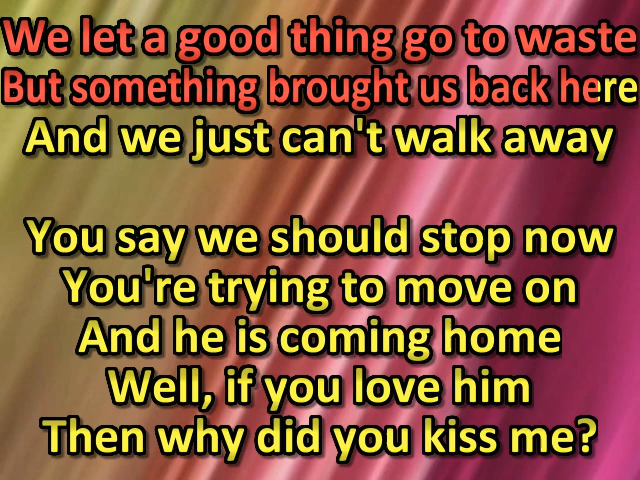 We let a good thing go to waste
But something brought us back here
And we just can't walk away
You say we should stop now
You're trying to move on
And he is coming home
Well, if you love him
Then why did you kiss me?